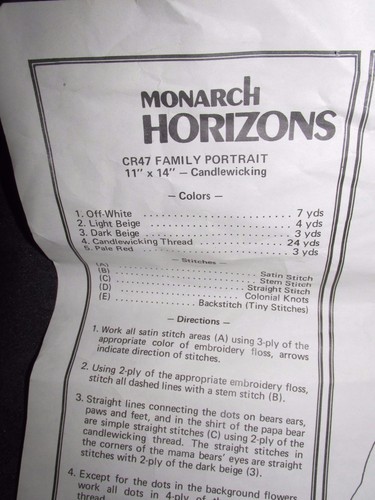 MONARCH
HORIZONS
CR47 FAMILY PORTRAIT
11" x 14" — Candlewicking
— Colors —
1. Off-White .......................... 7 yds
2. Light Beige ........................ 4 yds
3. Dark Beige ......................... 3 yds
4. Candlewicking Thread ............... 24 yds
5. Pale Red ........................... 3 yds
— Stitches —
(A) ................................... Satin Stitch
(B) ................................... Stem Stitch
(C) ................................... Straight Stitch
(D) ................................... Colonial Knots
(E) ................... Backstitch (Tiny Stitches)
— Directions —
1. Work all satin stitch areas (A) using 3-ply of the
appropriate color of embroidery floss, arrows
indicate direction of stitches.
2. Using 2-ply of the appropriate embroidery floss,
stitch all dashed lines with a stem stitch (B).
3. Straight lines connecting the dots on bears ears,
paws and feet, and in the shirt of the papa bear
are simple straight stitches (C) using 2-ply of the
candlewicking thread. The straight stitches in
the corners of the mama bears' eyes are straight
stitches with 2-ply of the dark beige (3).
4. Except for the dots in the background flowers
work all dots in 4-ply of the
thread